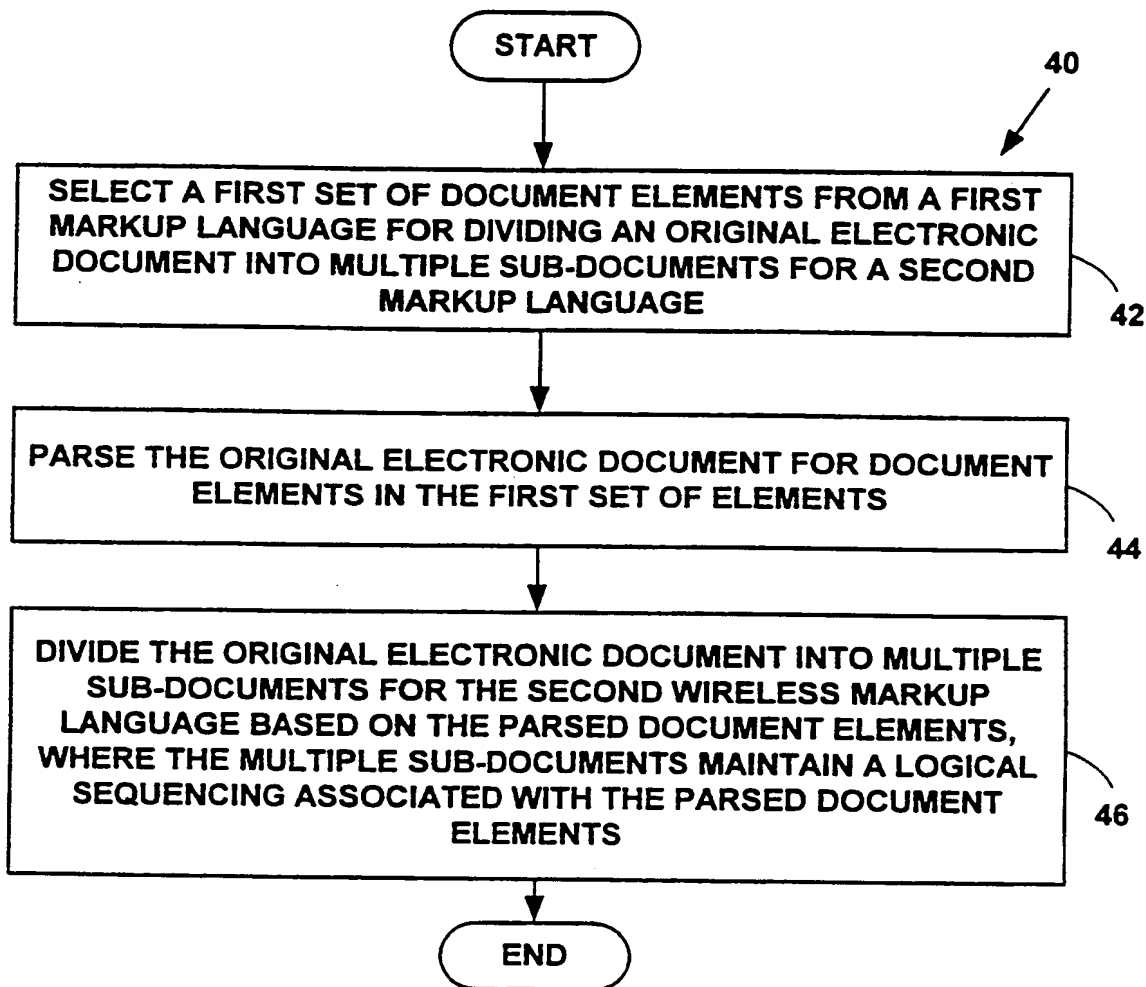 START
40
SELECT A FIRST SET OF DOCUMENT ELEMENTS FROM A FIRST
MARKUP LANGUAGE FOR DIVIDING AN ORIGINAL ELECTRONIC
DOCUMENT INTO MULTIPLE SUB-DOCUMENTS FOR A SECOND
MARKUP LANGUAGE
42
PARSE THE ORIGINAL ELECTRONIC DOCUMENT FOR DOCUMENT
ELEMENTS IN THE FIRST SET OF ELEMENTS
44
DIVIDE THE ORIGINAL ELECTRONIC DOCUMENT INTO MULTIPLE
SUB-DOCUMENTS FOR THE SECOND WIRELESS MARKUP
LANGUAGE BASED ON THE PARSED DOCUMENT ELEMENTS,
WHERE THE MULTIPLE SUB-DOCUMENTS MAINTAIN A LOGICAL
SEQUENCING ASSOCIATED WITH THE PARSED DOCUMENT
ELEMENTS
46
END